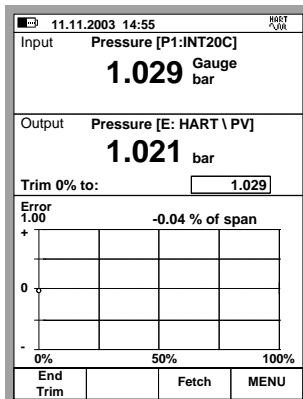 11.11.2003 14:55 HART
Input Pressure [P1:INT20C]
1.029 Gauge bar
Output Pressure [E: HART \ PV]
1.021 bar
Trim 0% to: 1.029
Error
1.00 -0.04 % of span
+
0
-
0% 50% 100%
End Trim Fetch MENU